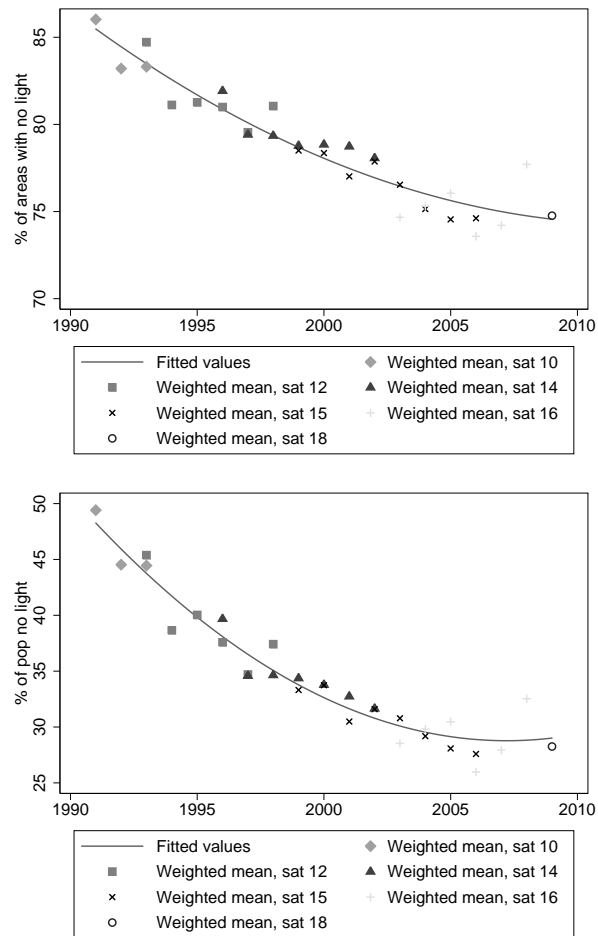 % of areas with no light
85
80
75
70
1990 1995 2000 2005 2010
Fitted values Weighted mean, sat 10
Weighted mean, sat 12 Weighted mean, sat 14
Weighted mean, sat 15 Weighted mean, sat 16
Weighted mean, sat 18
% of pop no light
50
45
40
35
30
25
1990 1995 2000 2005 2010
Fitted values Weighted mean, sat 10
Weighted mean, sat 12 Weighted mean, sat 14
Weighted mean, sat 15 Weighted mean, sat 16
Weighted mean, sat 18